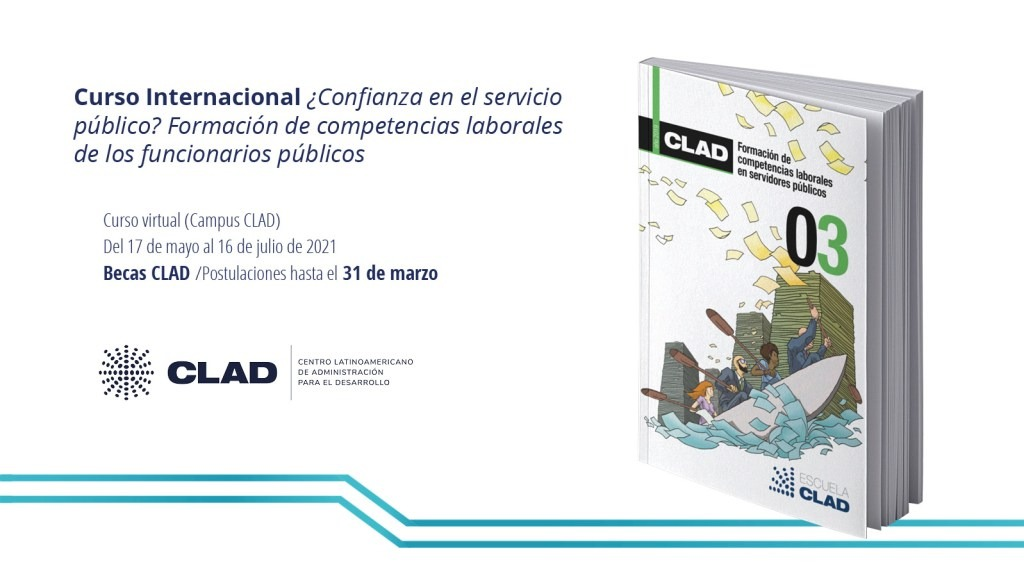 Curso Internacional ¿Confianza en el servicio
público? Formación de competencias laborales
de los funcionarios públicos
Curso virtual (Campus CLAD)
Del 17 de mayo al 16 de julio de 2021
Becas CLAD /Postulaciones hasta el 31 de marzo
CLAD
CENTRO LATINOAMERICANO
DE ADMINISTRACIÓN
PARA EL DESARROLLO
CLAD
Formación de
competencias laborales
en servidores públicos
03
ESCUELA
CLAD